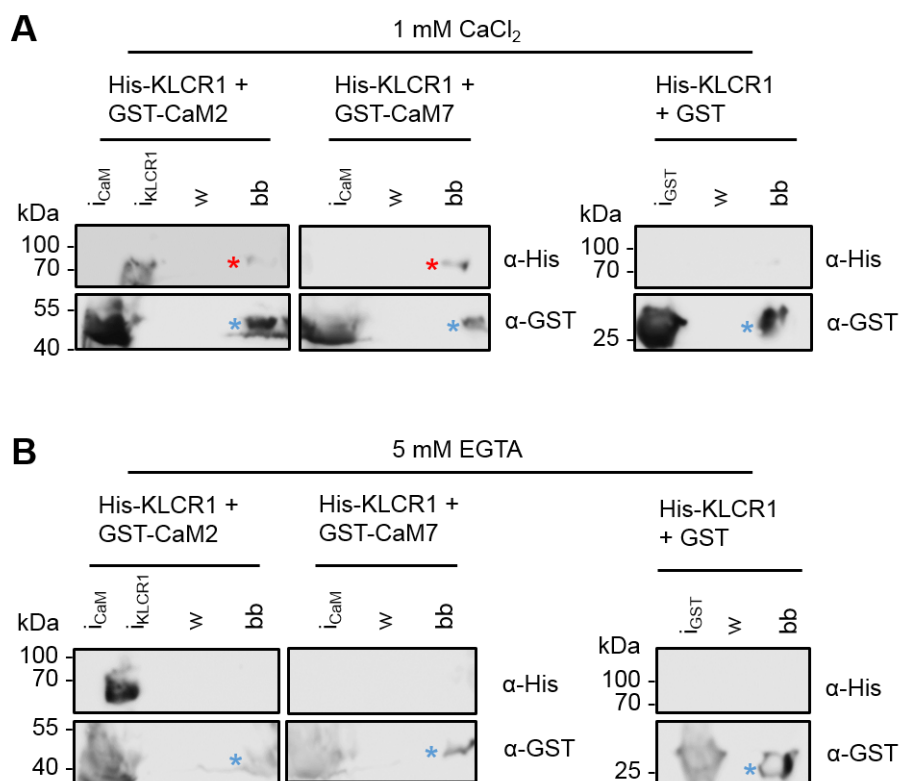 A
1 mM CaCl₂
His-KLCR1 + GST-CaM2
His-KLCR1 + GST-CaM7
His-KLCR1 + GST
iCaM iKLCR1 w bb
iCaM w bb
iGST w bb
kDa
100
70
* * α-His
55
40
* * α-GST
kDa
100
70
α-His
25
* α-GST
B
5 mM EGTA
His-KLCR1 + GST-CaM2
His-KLCR1 + GST-CaM7
His-KLCR1 + GST
iCaM iKLCR1 w bb
iCaM w bb
iGST w bb
kDa
100
70
α-His
55
40
* * α-GST
kDa
100
70
α-His
25
* α-GST